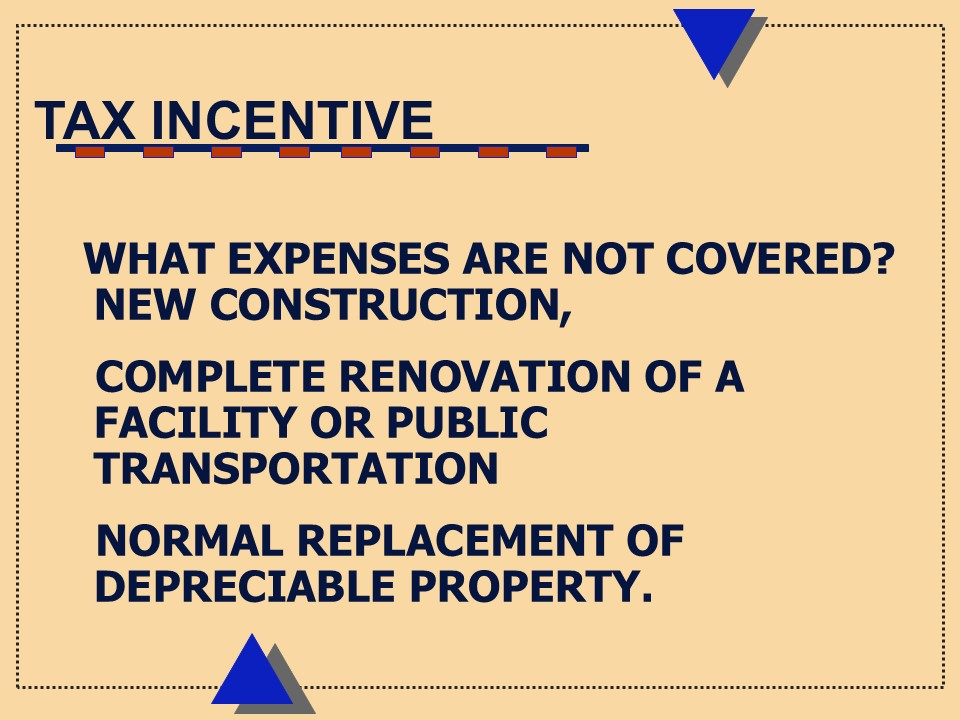 TAX INCENTIVE
WHAT EXPENSES ARE NOT COVERED?
NEW CONSTRUCTION,
COMPLETE RENOVATION OF A
FACILITY OR PUBLIC
TRANSPORTATION
NORMAL REPLACEMENT OF
DEPRECIABLE PROPERTY.